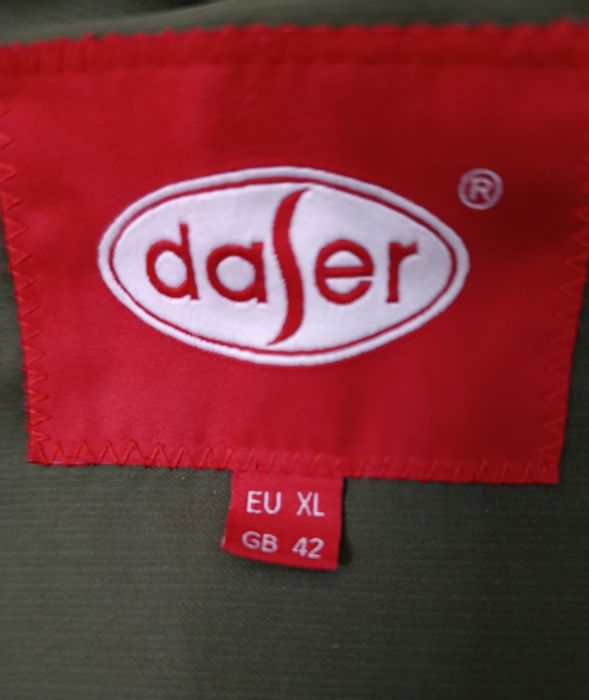 daser ®
EU XL
GB 42